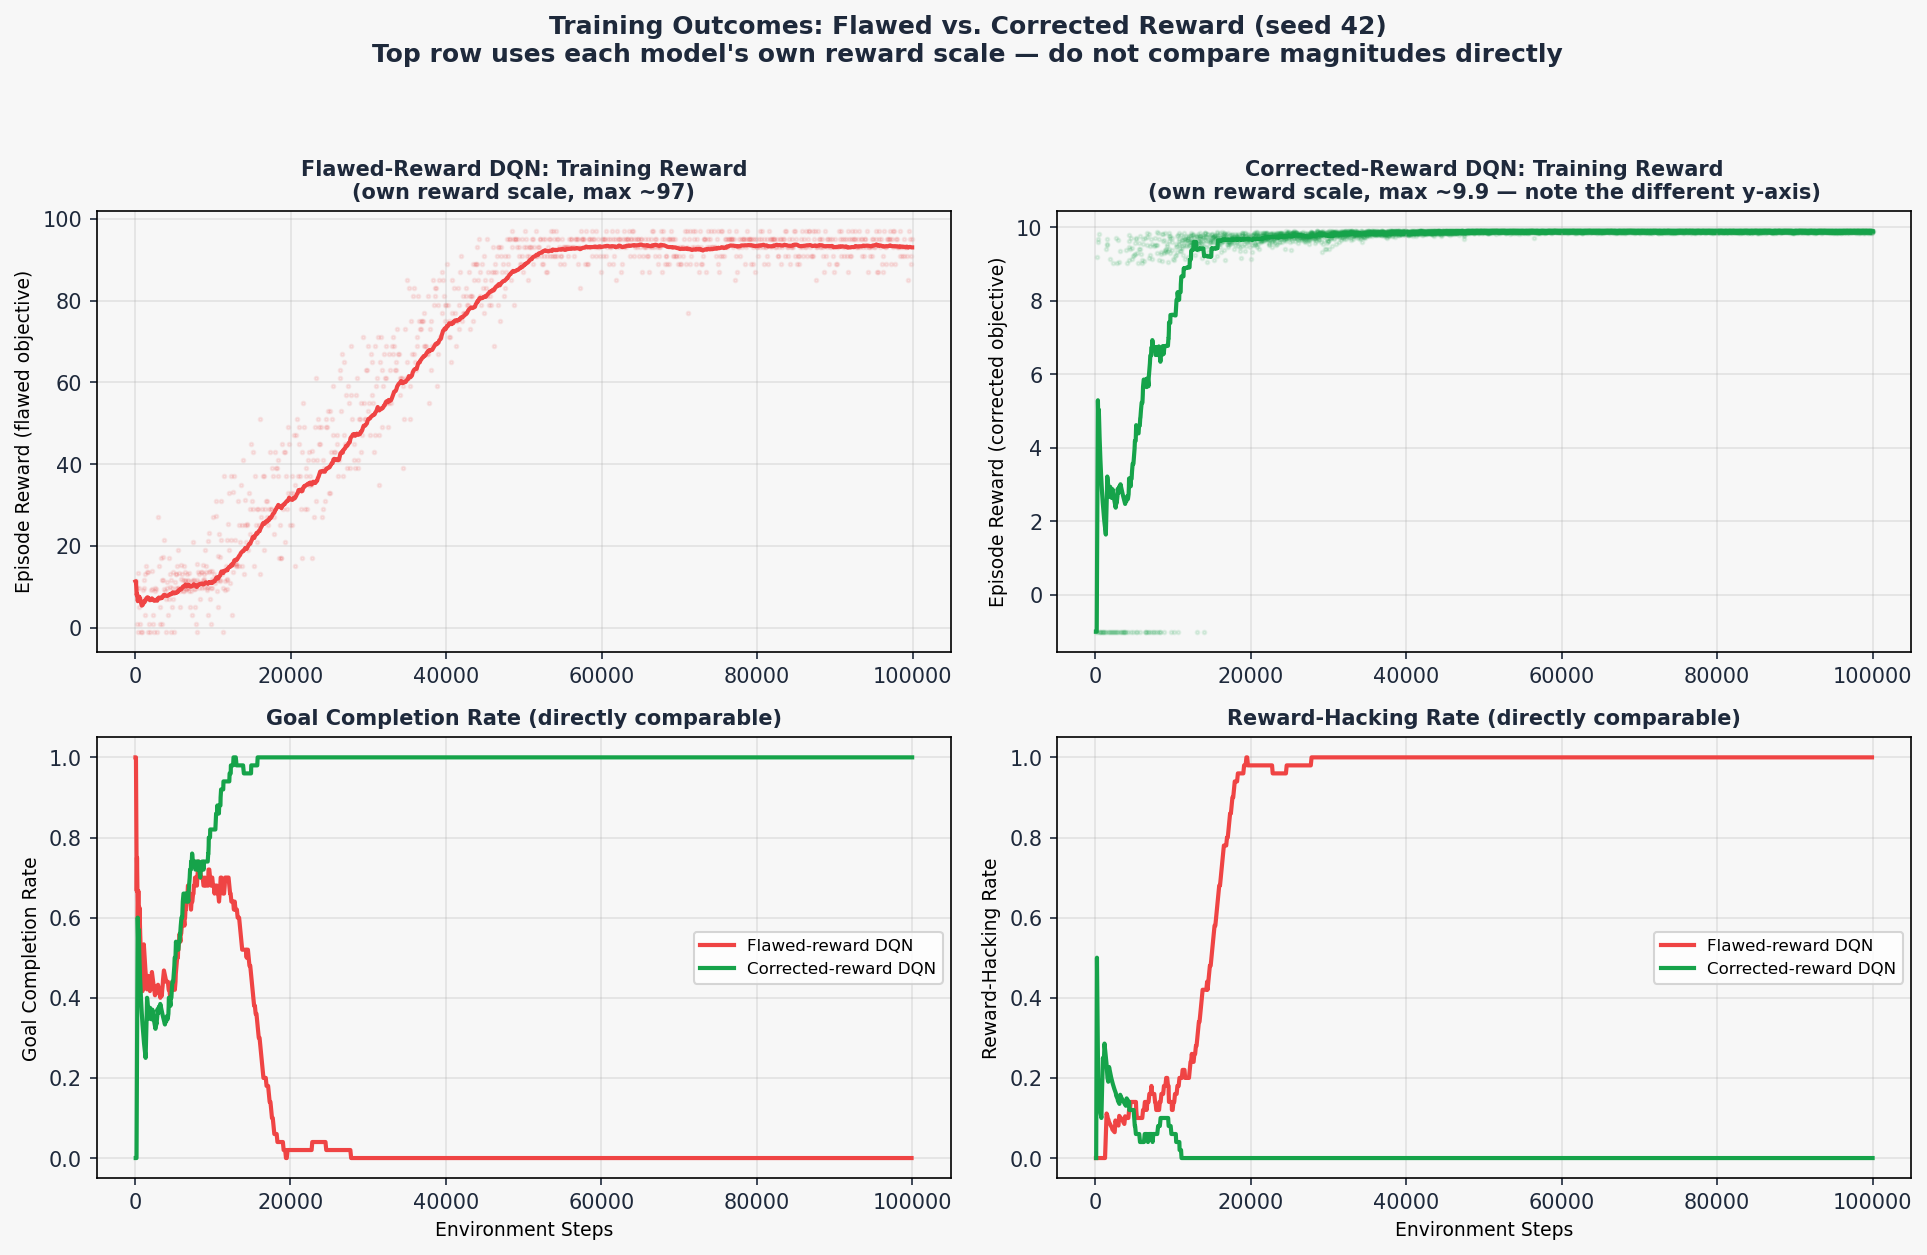 Training Outcomes: Flawed vs. Corrected Reward (seed 42)
Top row uses each model's own reward scale — do not compare magnitudes directly
Flawed-Reward DQN: Training Reward
(own reward scale, max ~97)
Episode Reward (flawed objective)
100
80
60
40
20
0
0 20000 40000 60000 80000 100000
Corrected-Reward DQN: Training Reward
(own reward scale, max ~9.9 — note the different y-axis)
Episode Reward (corrected objective)
10
8
6
4
2
0
0 20000 40000 60000 80000 100000
Goal Completion Rate (directly comparable)
Goal Completion Rate
1.0
0.8
0.6
0.4
0.2
0.0
Flawed-reward DQN
Corrected-reward DQN
0 20000 40000 60000 80000 100000
Environment Steps
Reward-Hacking Rate (directly comparable)
Reward-Hacking Rate
1.0
0.8
0.6
0.4
0.2
0.0
Flawed-reward DQN
Corrected-reward DQN
0 20000 40000 60000 80000 100000
Environment Steps